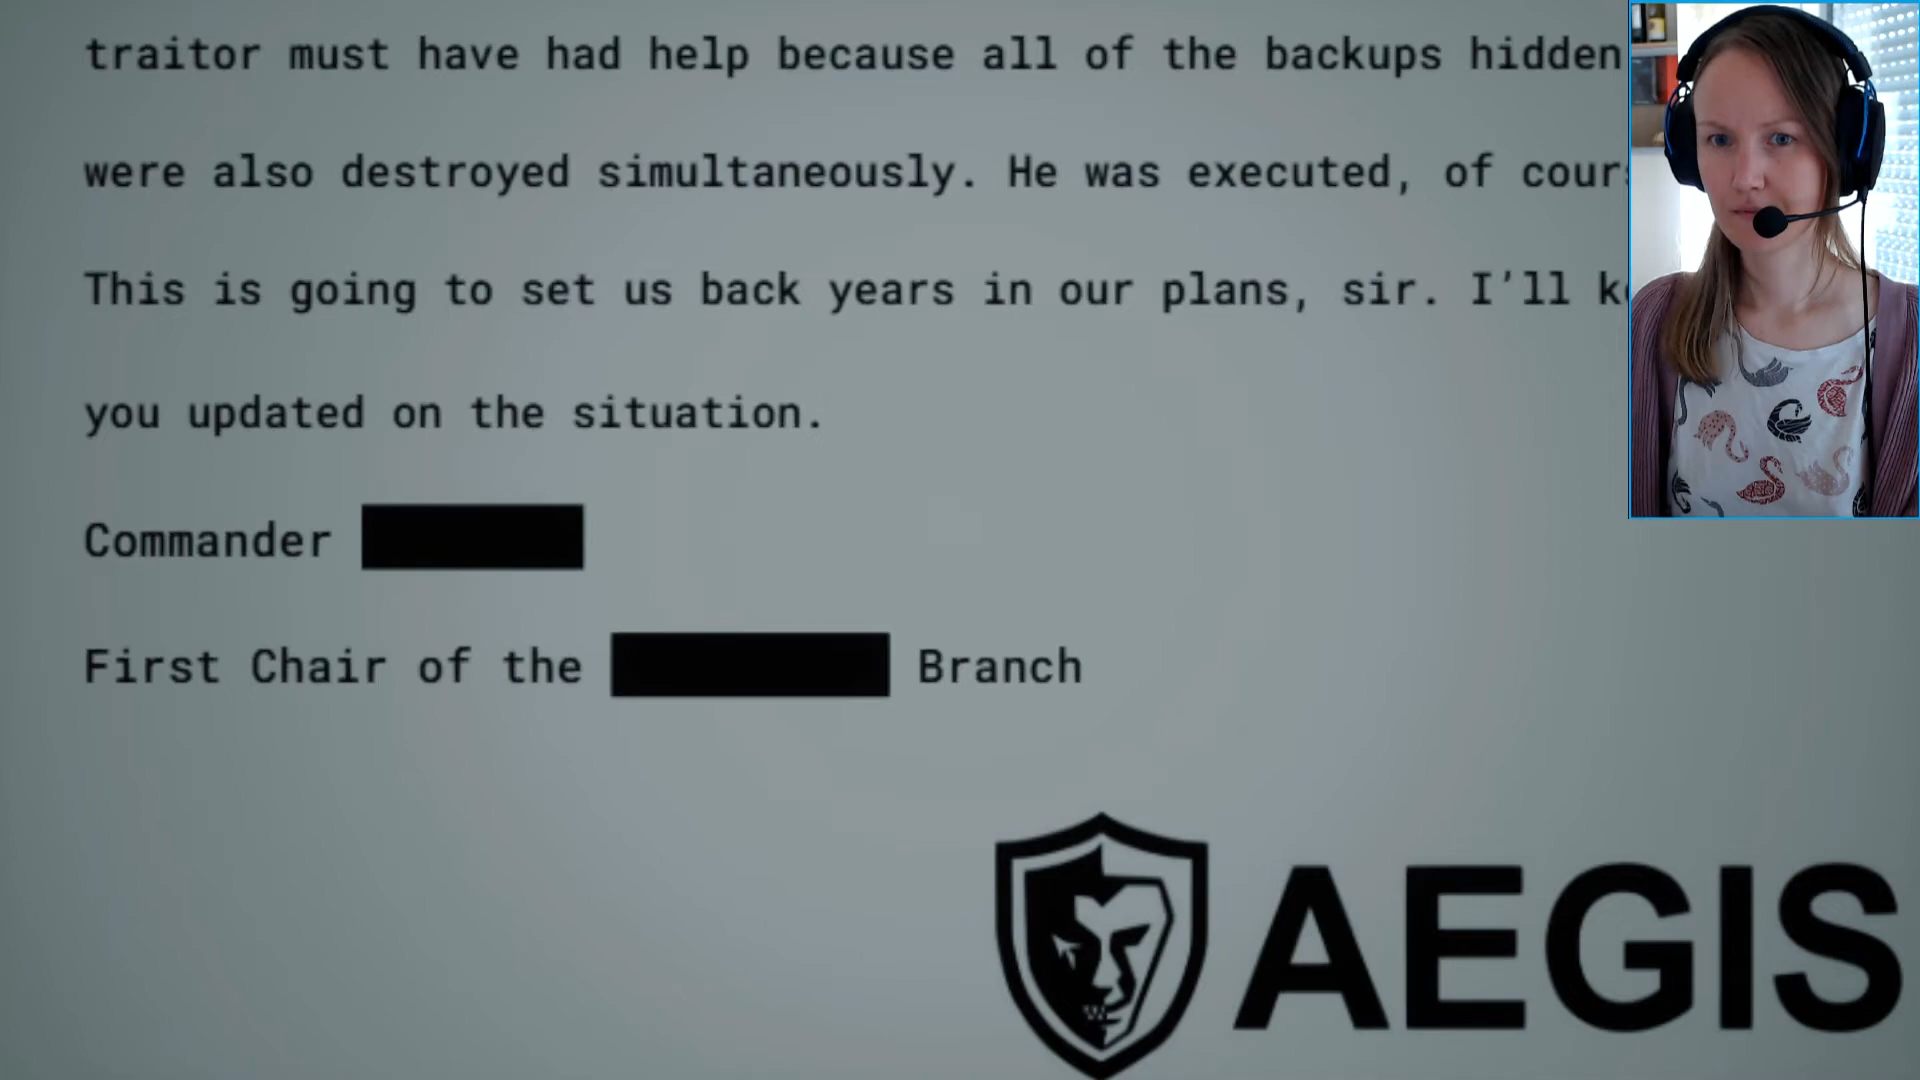 traitor must have had help because all of the backups hidden
were also destroyed simultaneously. He was executed, of
This is going to set us back years in our plans, sir. I'll
you updated on the situation.
Commander
First Chair of the Branch
AEGIS